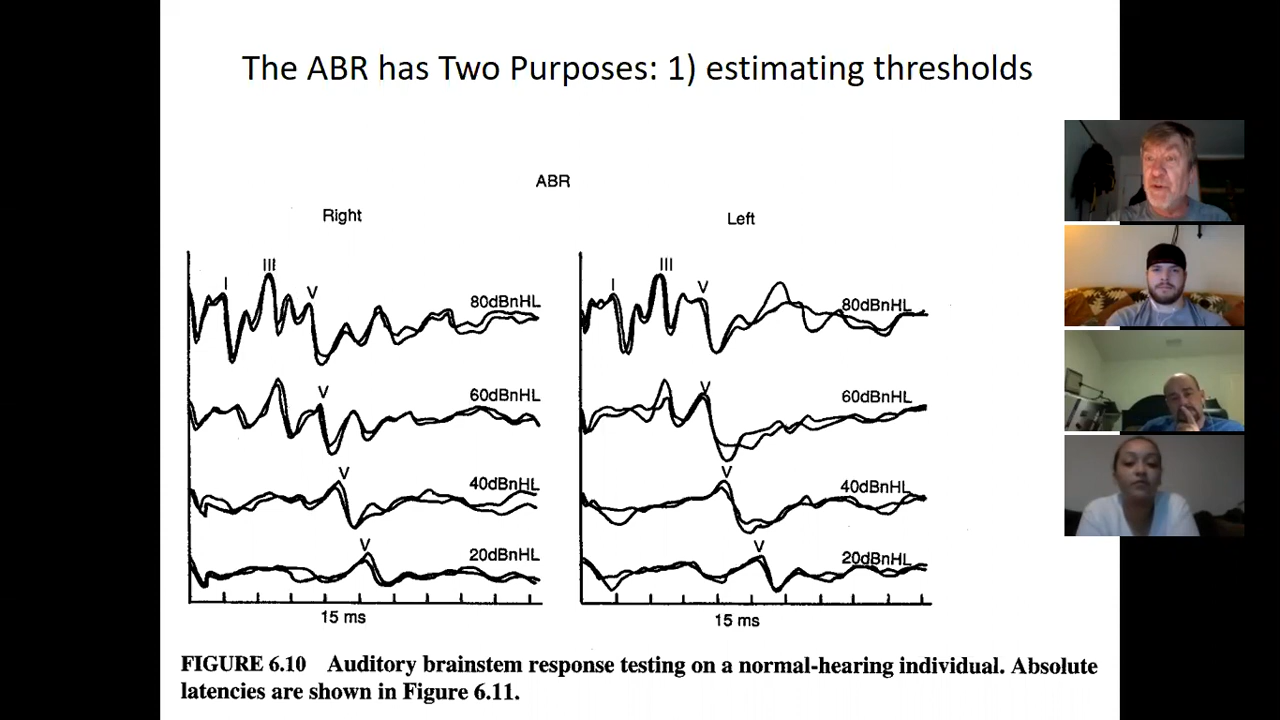 The ABR has Two Purposes: 1) estimating thresholds
ABR
Right
Left
I
III
V
80dBnHL
V
60dBnHL
V
40dBnHL
V
20dBnHL
15 ms
I
III
V
80dBnHL
V
60dBnHL
V
40dBnHL
V
20dBnHL
15 ms
FIGURE 6.10 Auditory brainstem response testing on a normal-hearing individual. Absolute
latencies are shown in Figure 6.11.